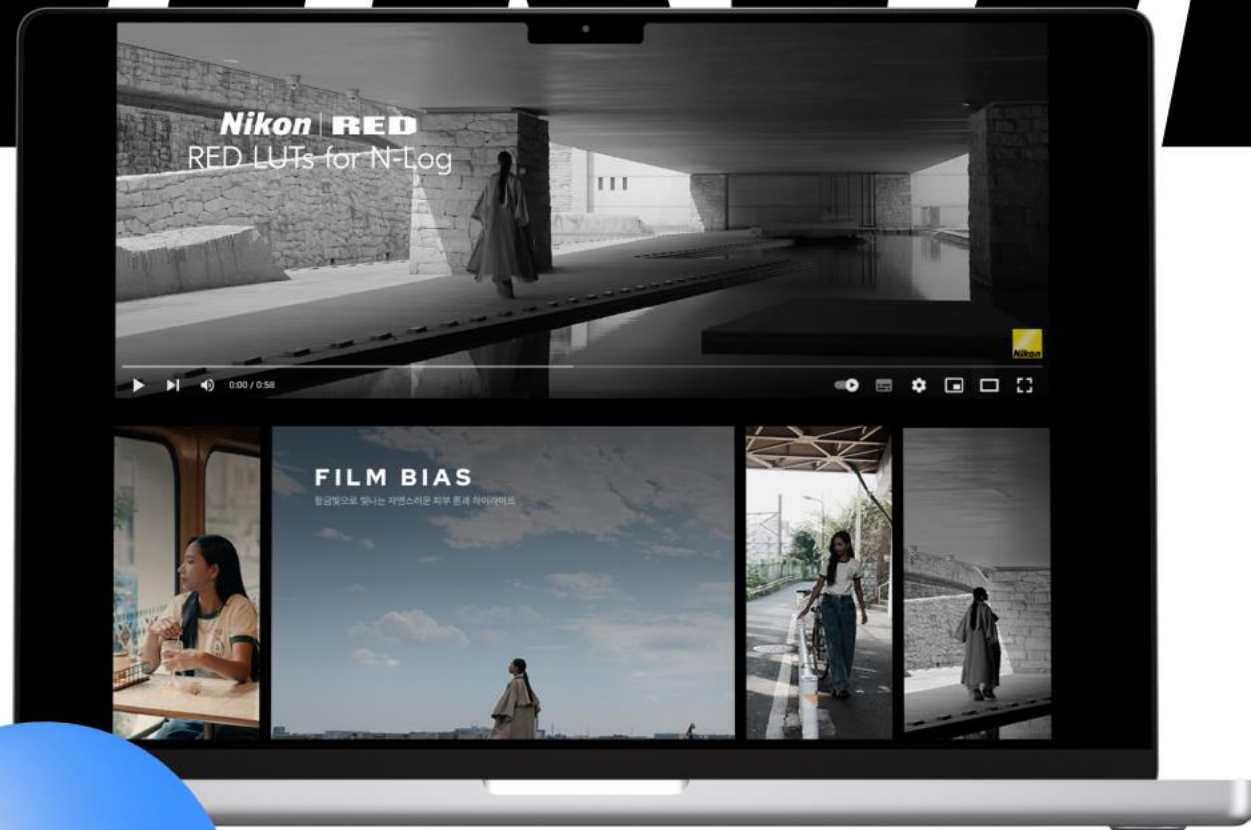 Nikon | RED
RED LUTs for N-Log
Nikon
0:00 / 0:58
FILM BIAS
황금빛으로 빛나는 자연스러운 피부 톤과 하이라이트